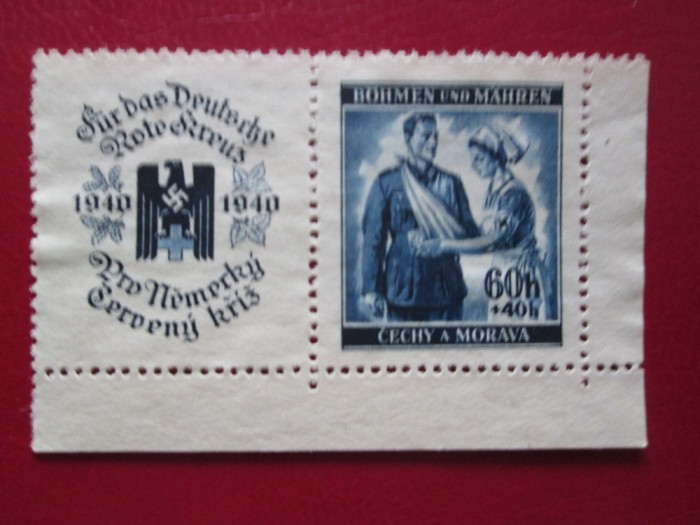 Für das Deutsche
Rote Kreuz
1940 1940
Pro Německý
Červený kříž
BÖHMEN UND MÄHREN
60h
+40h
ČECHY A MORAVA